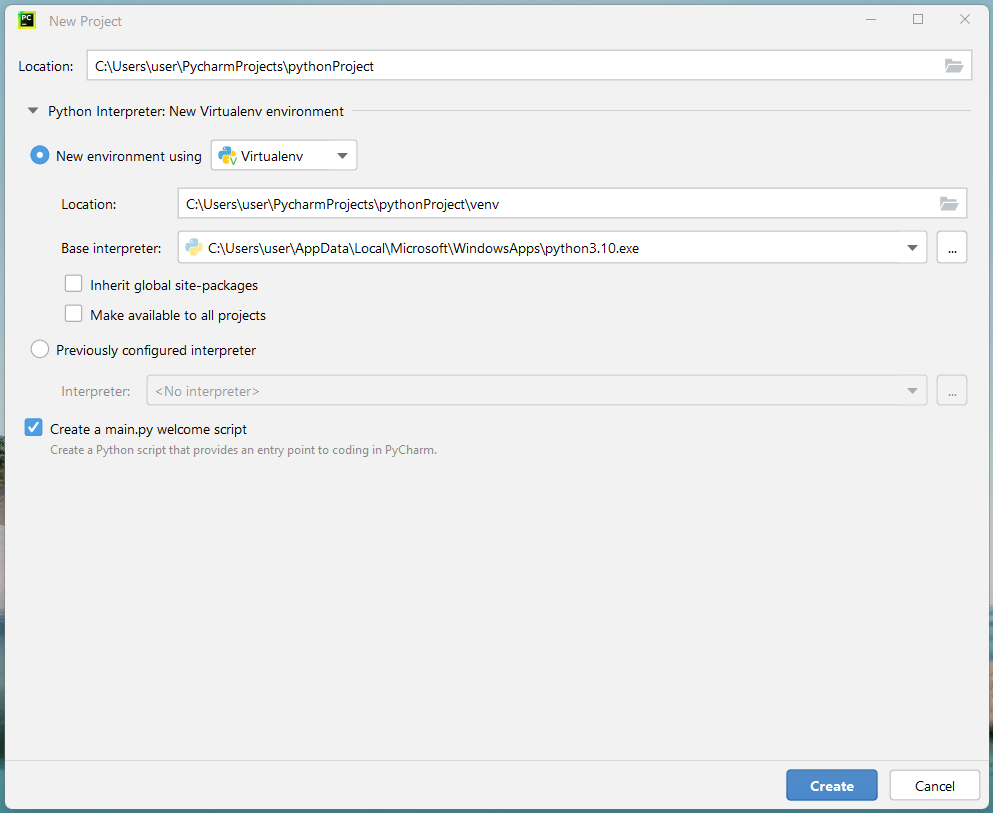 PC New Project
Location: C:\Users\user\PycharmProjects\pythonProject
Python Interpreter: New Virtualenv environment
New environment using Virtualenv
Location: C:\Users\user\PycharmProjects\pythonProject\venv
Base interpreter: C:\Users\user\AppData\Local\Microsoft\WindowsApps\python3.10.exe ...
Inherit global site-packages
Make available to all projects
Previously configured interpreter
Interpreter: <No interpreter> ...
Create a main.py welcome script
Create a Python script that provides an entry point to coding in PyCharm.
Create Cancel